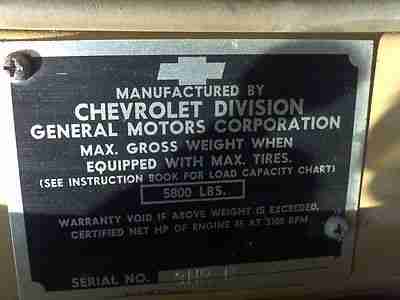 MANUFACTURED BY
CHEVROLET DIVISION
GENERAL MOTORS CORPORATION
MAX. GROSS WEIGHT WHEN
EQUIPPED WITH MAX. TIRES.
(SEE INSTRUCTION BOOK FOR LOAD CAPACITY CHART)
5800 LBS.
WARRANTY VOID IF ABOVE WEIGHT IS EXCEEDED.
CERTIFIED NET HP OF ENGINE 85 AT 3100 RPM
SERIAL NO.